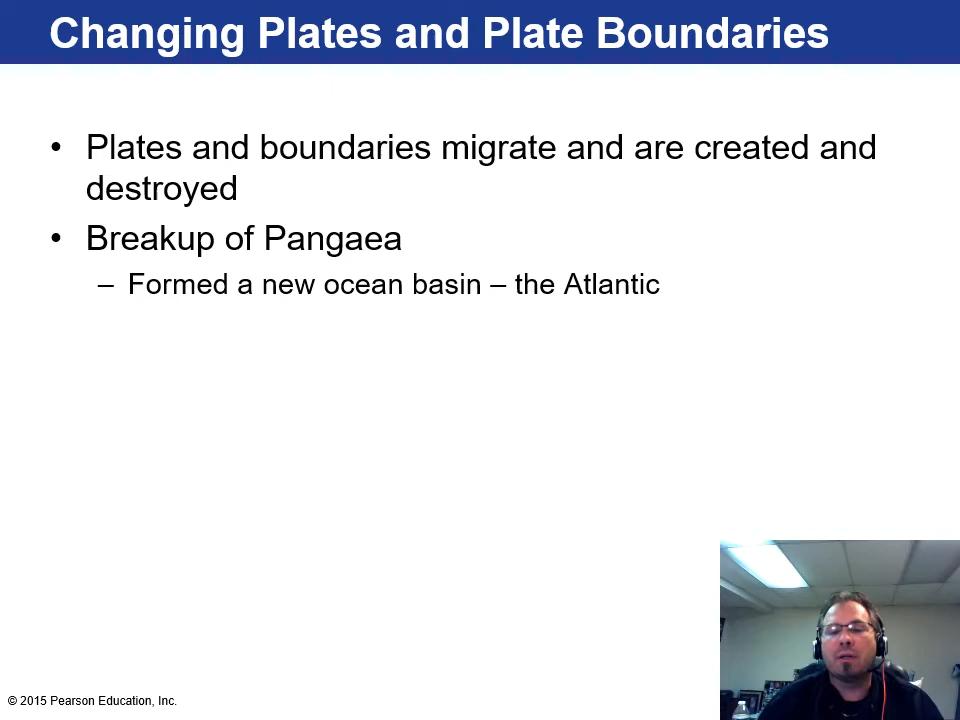 Changing Plates and Plate Boundaries
• Plates and boundaries migrate and are created and
destroyed
• Breakup of Pangaea
– Formed a new ocean basin – the Atlantic
© 2015 Pearson Education, Inc.